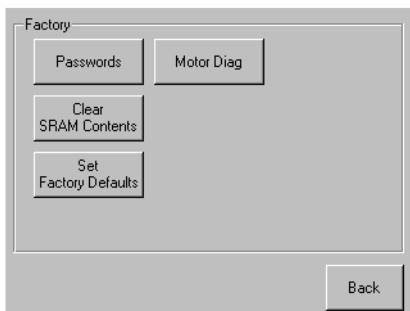 Factory
Passwords
Motor Diag
Clear
SRAM Contents
Set
Factory Defaults
Back